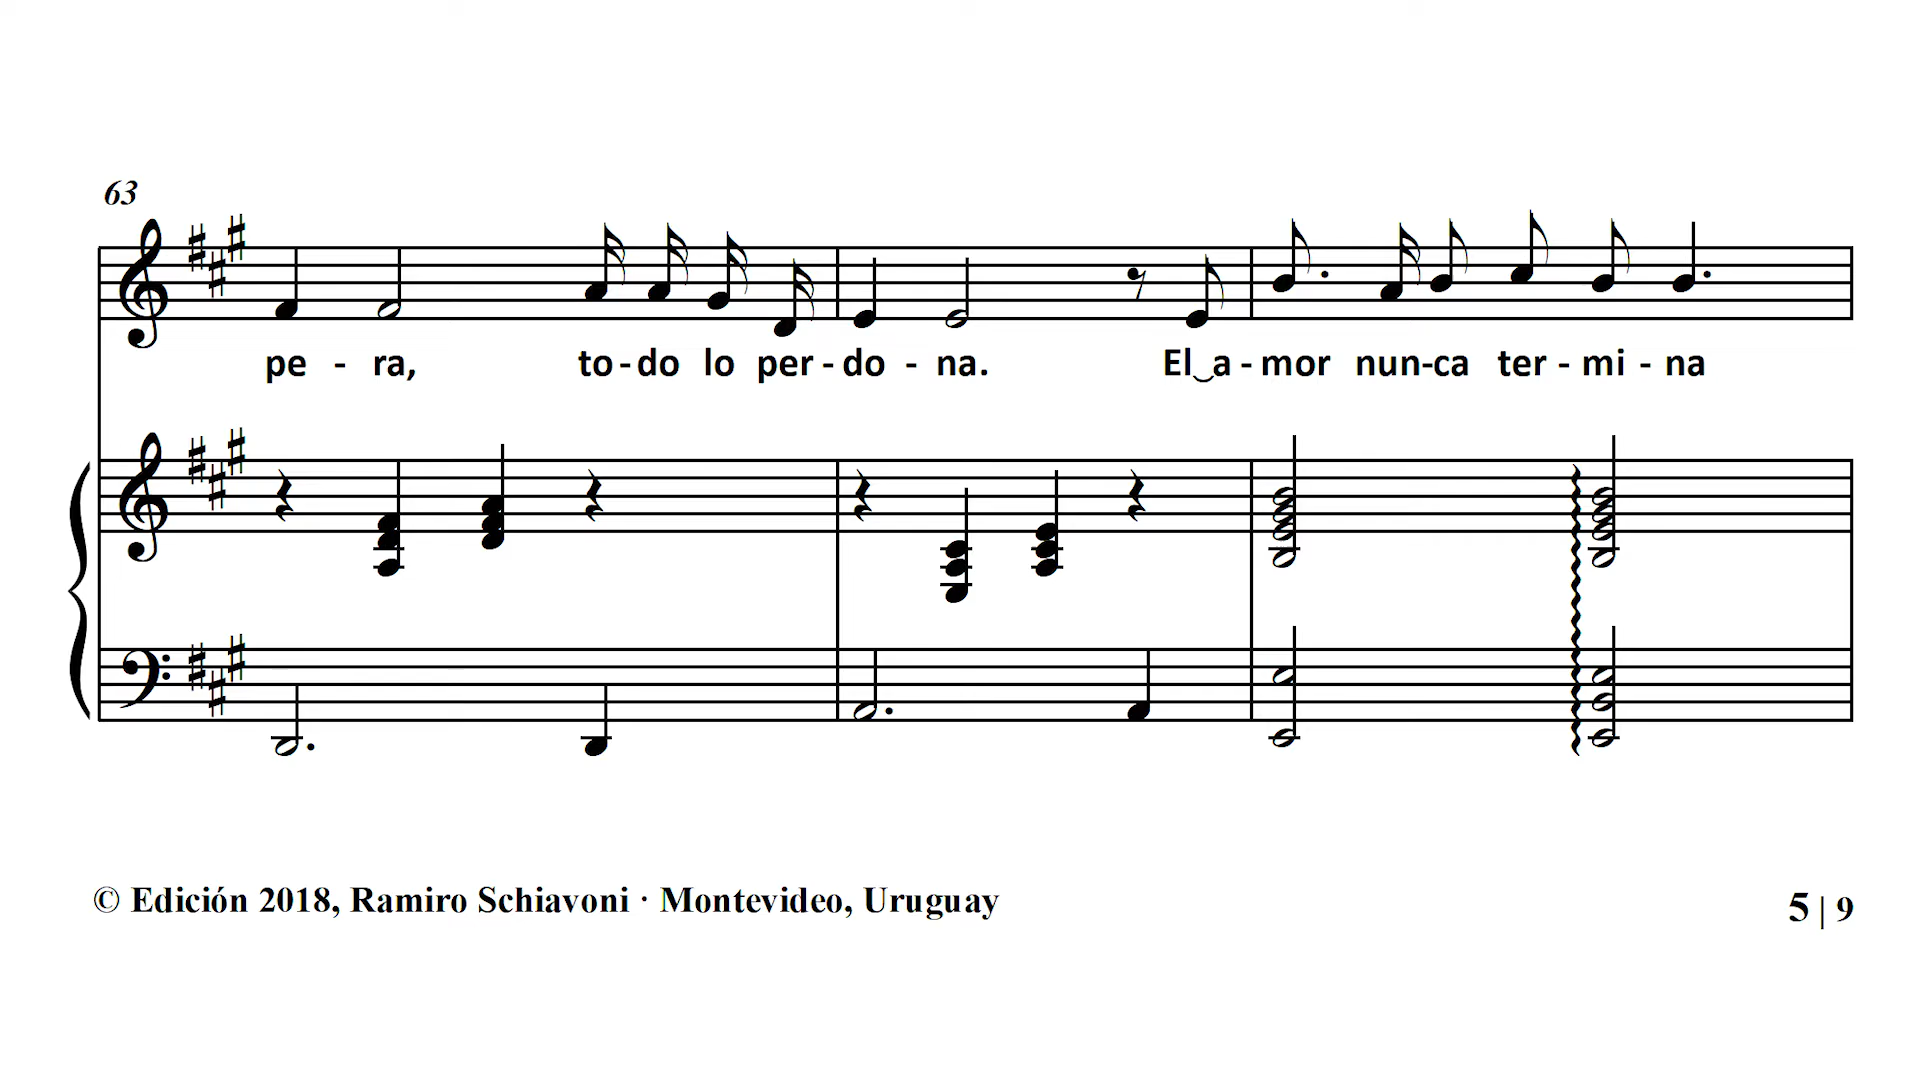 63
pe - ra, to-do lo per-do - na. El‿a-mor nun-ca ter-mi-na
© Edición 2018, Ramiro Schiavoni · Montevideo, Uruguay
5 | 9